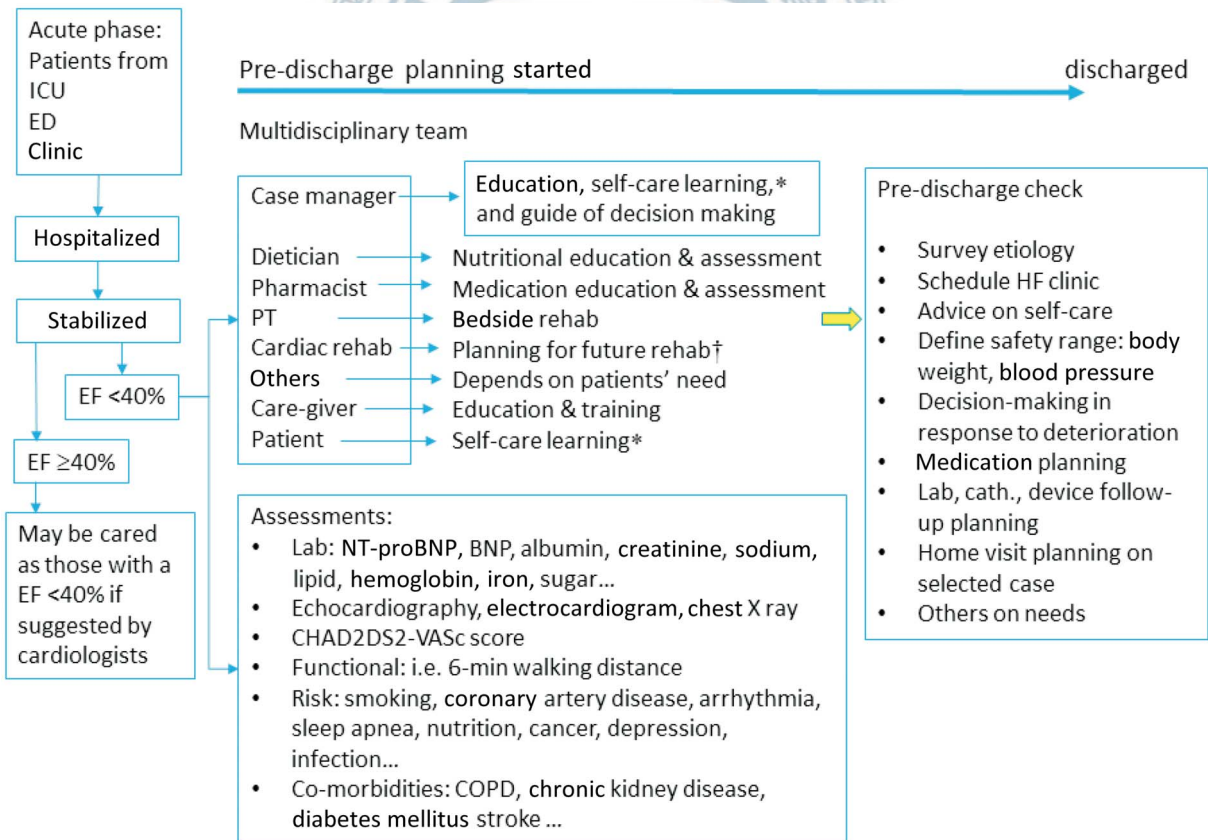 Acute phase:
Patients from
ICU
ED
Clinic
Hospitalized
Stabilized
EF <40%
EF ≥40%
May be cared
as those with a
EF <40% if
suggested by
cardiologists
Pre-discharge planning started
discharged
Multidisciplinary team
Case manager
Education, self-care learning,*
and guide of decision making
Dietician
Nutritional education & assessment
Pharmacist
Medication education & assessment
PT
Bedside rehab
Cardiac rehab
Planning for future rehab†
Others
Depends on patients' need
Care-giver
Education & training
Patient
Self-care learning*
Assessments:
• Lab: NT-proBNP, BNP, albumin, creatinine, sodium,
lipid, hemoglobin, iron, sugar...
• Echocardiography, electrocardiogram, chest X ray
• CHAD2DS2-VASc score
• Functional: i.e. 6-min walking distance
• Risk: smoking, coronary artery disease, arrhythmia,
sleep apnea, nutrition, cancer, depression,
infection...
• Co-morbidities: COPD, chronic kidney disease,
diabetes mellitus stroke ...
Pre-discharge check
• Survey etiology
• Schedule HF clinic
• Advice on self-care
• Define safety range: body
weight, blood pressure
• Decision-making in
response to deterioration
• Medication planning
• Lab, cath., device follow-
up planning
• Home visit planning on
selected case
• Others on needs